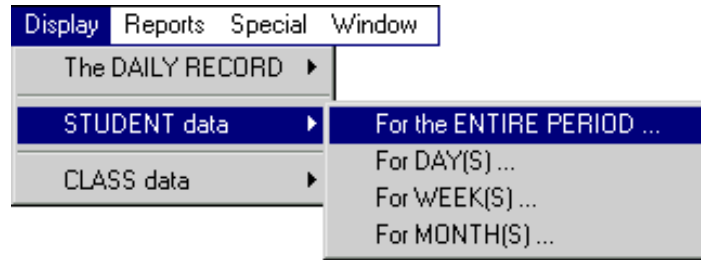 Display Reports Special Window
The DAILY RECORD
STUDENT data
CLASS data
For the ENTIRE PERIOD ...
For DAY(S) ...
For WEEK(S) ...
For MONTH(S) ...